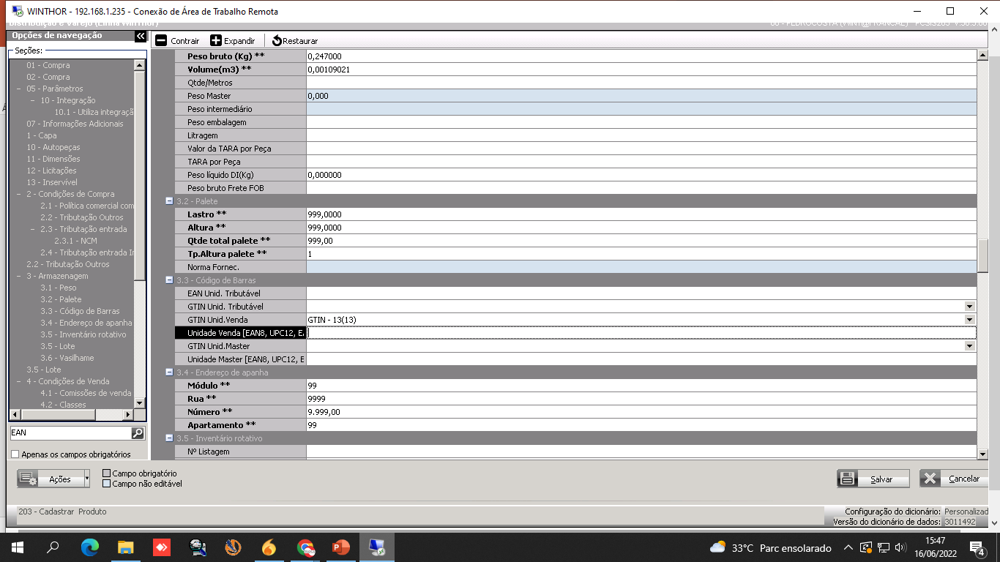 WINTHOR - 192.168.1.235 - Conexão de Área de Trabalho Remota
Distribuição e Varejo (Linha WinThor)
Opções de navegação
Contrair Expandir Restaurar
Seções:
01 - Compra
02 - Compra
05 - Parâmetros
10 - Integração
10.1 - Utiliza integraçã
07 - Informações Adicionais
1 - Capa
10 - Autopeças
11 - Dimensões
12 - Licitações
13 - Inservível
2 - Condições de Compra
2.1 - Política comercial com
2.2 - Tributação Outros
2.3 - Tributação entrada
2.3.1 - NCM
2.4 - Tributação entrada I
2.2 - Tributação Outros
3 - Armazenagem
3.1 - Peso
3.2 - Palete
3.3 - Código de Barras
3.4 - Endereço de apanha
3.5 - Inventário rotativo
3.5 - Lote
3.6 - Vasilhame
3.5 - Lote
4 - Condições de Venda
4.1 - Comissões de venda
4.2 - Classes
EAN
Apenas os campos obrigatórios
Peso bruto (Kg) ** 0,247000
Volume(m3) ** 0,00109021
Qtde/Metros
Peso Master 0,000
Peso intermediário
Peso embalagem
Litragem
Valor da TARA por Peça
TARA por Peça
Peso líquido DI(Kg) 0,000000
Peso bruto Frete FOB
3.2 - Palete
Lastro ** 999,0000
Altura ** 999,0000
Qtde total palete ** 999,00
Tp.Altura palete ** 1
Norma Fornec.
3.3 - Código de Barras
EAN Unid. Tributável
GTIN Unid. Tributável
GTIN Unid.Venda GTIN - 13(13)
Unidade Venda [EAN8, UPC12, E
GTIN Unid.Master
Unidade Master [EAN8, UPC12, E
3.4 - Endereço de apanha
Módulo ** 99
Rua ** 9999
Número ** 9.999,00
Apartamento ** 99
3.5 - Inventário rotativo
Nº Listagem
Ações
Campo obrigatório
Campo não editável
Salvar
Cancelar
203 - Cadastrar Produto
Configuração do dicionário: Personalizad
Versão do dicionário de dados: 3011492
33°C Parc ensolarado
15:47
16/06/2022
4